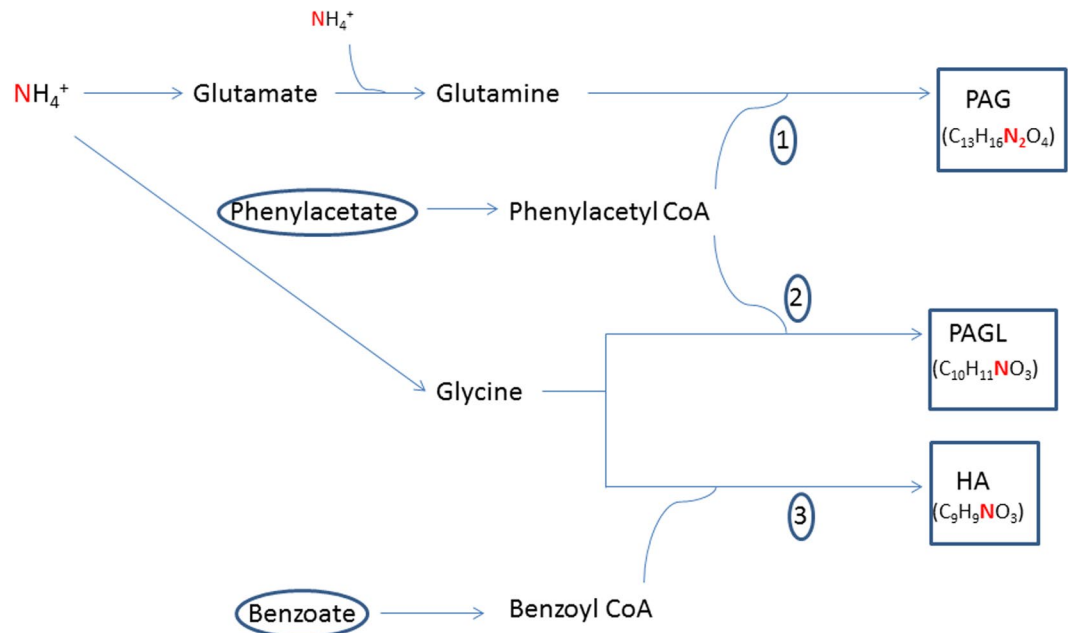 NH₄⁺
NH₄⁺
Glutamate
Glutamine
PAG
(C₁₃H₁₆N₂O₄)
1
Phenylacetate
Phenylacetyl CoA
2
PAGL
(C₁₀H₁₁NO₃)
Glycine
HA
(C₉H₉NO₃)
3
Benzoate
Benzoyl CoA